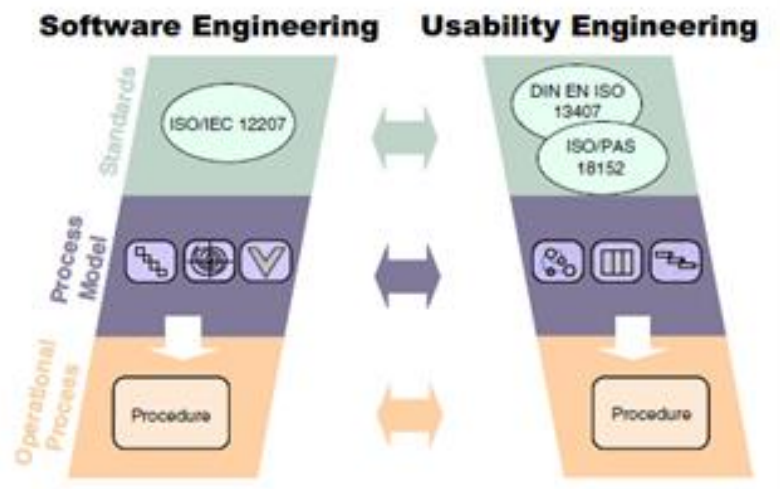 Software Engineering
Usability Engineering
Standards
ISO/IEC 12207
DIN EN ISO
13407
ISO/PAS
18152
Process
Model
Operational
Process
Procedure
Procedure